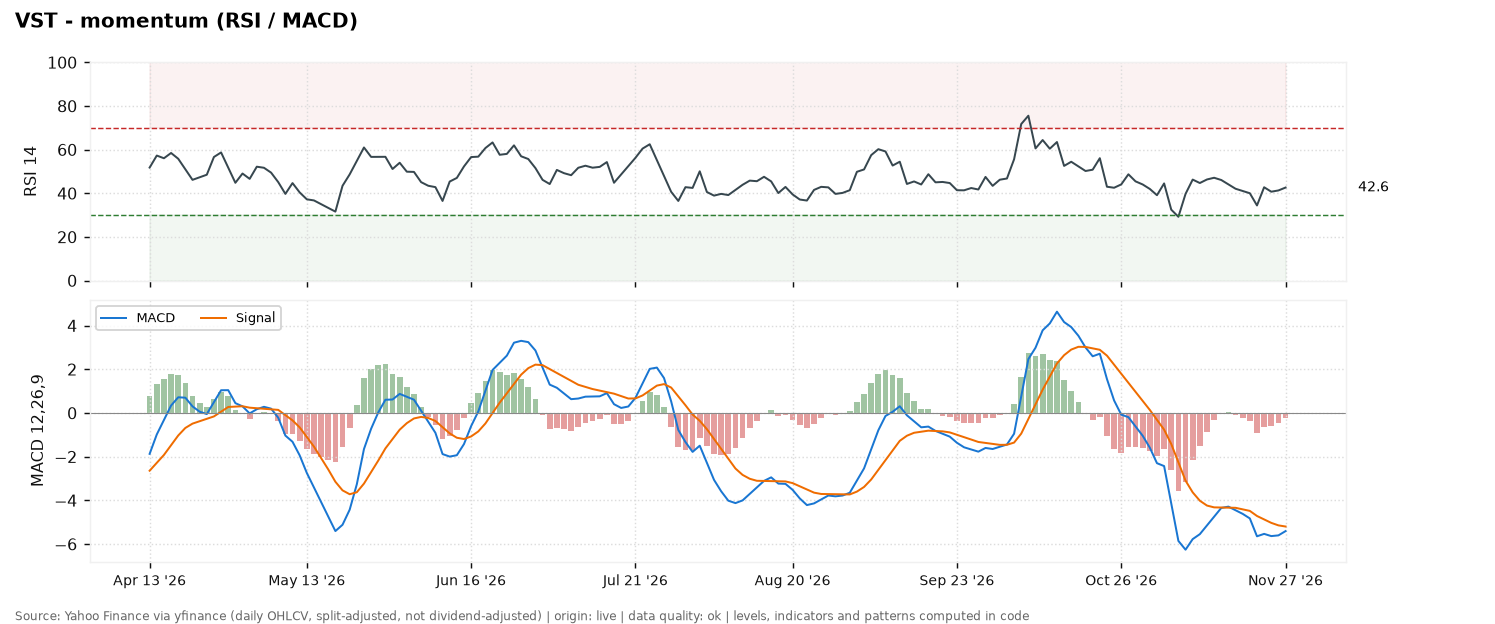 VST - momentum (RSI / MACD)
100
80
60
40
20
0
RSI 14
42.6
MACD
Signal
4
2
0
−2
−4
−6
MACD 12,26,9
Apr 13 '26
May 13 '26
Jun 16 '26
Jul 21 '26
Aug 20 '26
Sep 23 '26
Oct 26 '26
Nov 27 '26
Source: Yahoo Finance via yfinance (daily OHLCV, split-adjusted, not dividend-adjusted) | origin: live | data quality: ok | levels, indicators and patterns computed in code